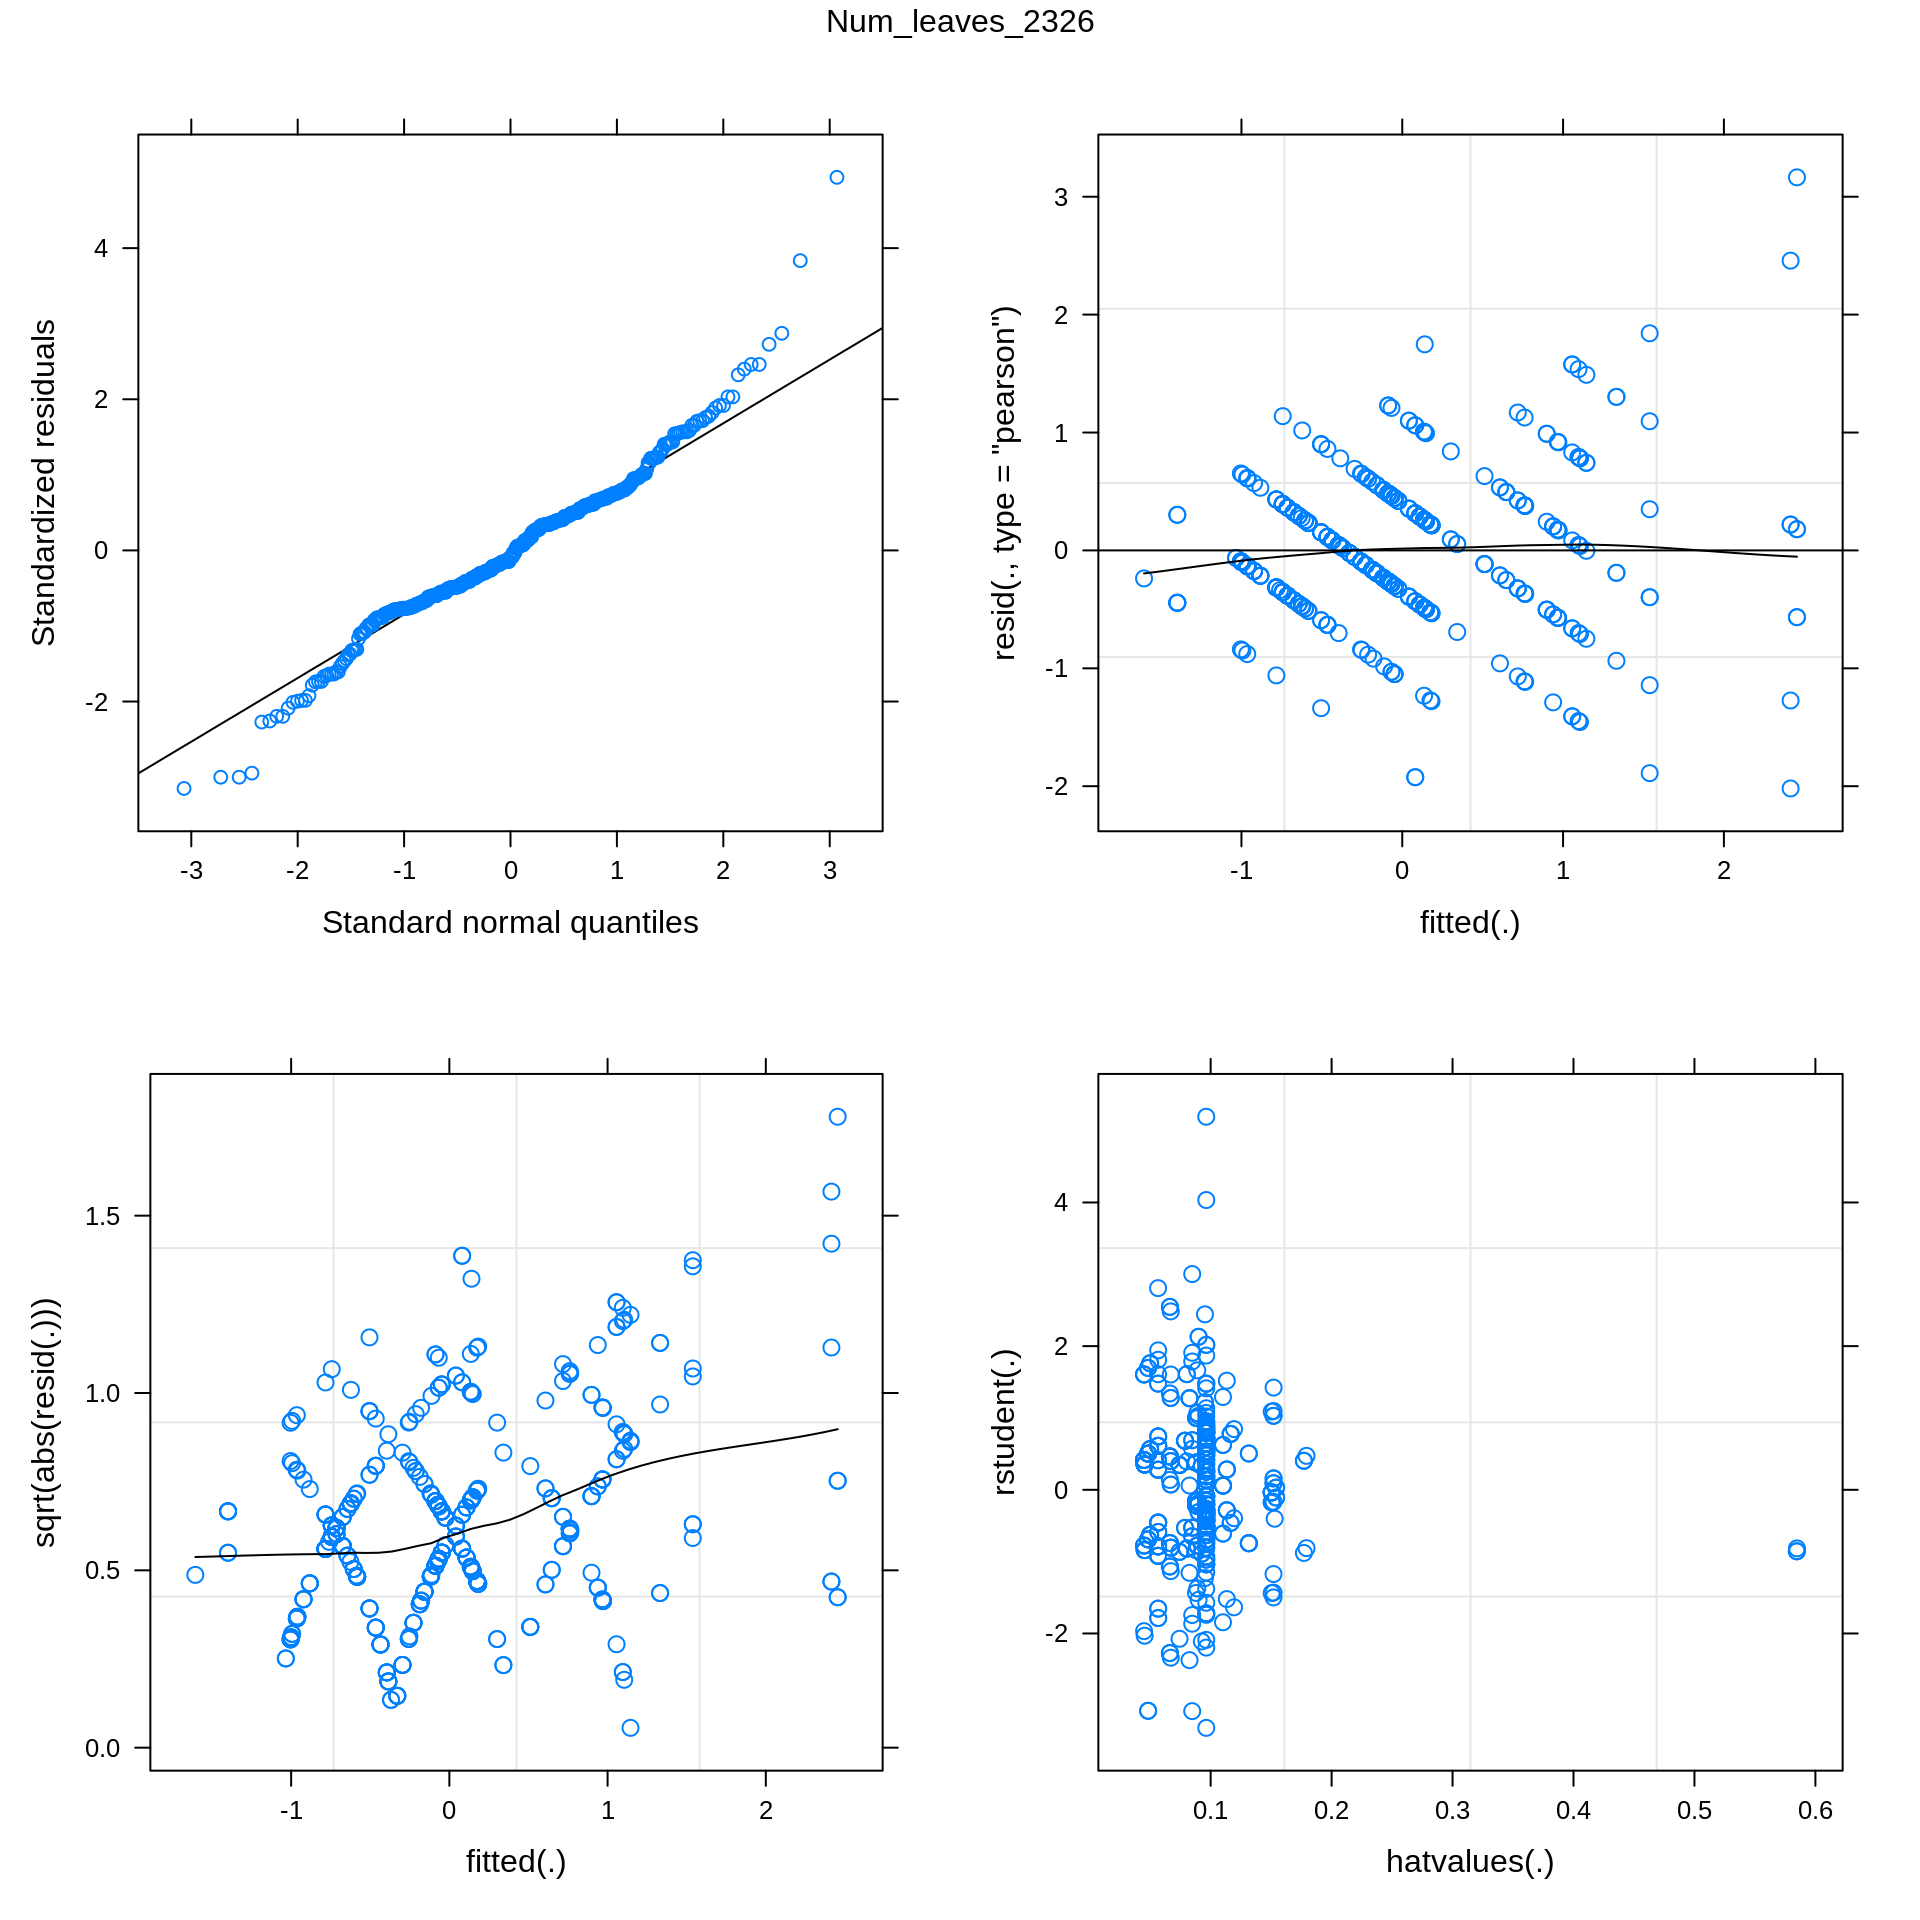 Num_leaves_2326
Standardized residuals
4
2
0
-2
-3 -2 -1 0 1 2 3
Standard normal quantiles
resid(., type = "pearson")
3
2
1
0
-1
-2
-1 0 1 2
fitted(.)
sqrt(abs(resid(.)))
1.5
1.0
0.5
0.0
-1 0 1 2
fitted(.)
rstudent(.)
4
2
0
-2
0.1 0.2 0.3 0.4 0.5 0.6
hatvalues(.)